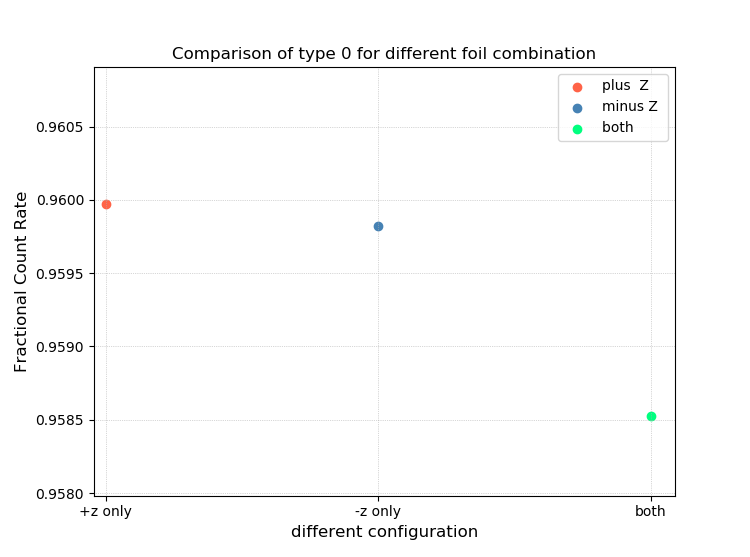 Comparison of type 0 for different foil combination
plus  Z
minus Z
both
0.9605
0.9600
0.9595
0.9590
0.9585
0.9580
Fractional Count Rate
+z only
-z only
both
different configuration